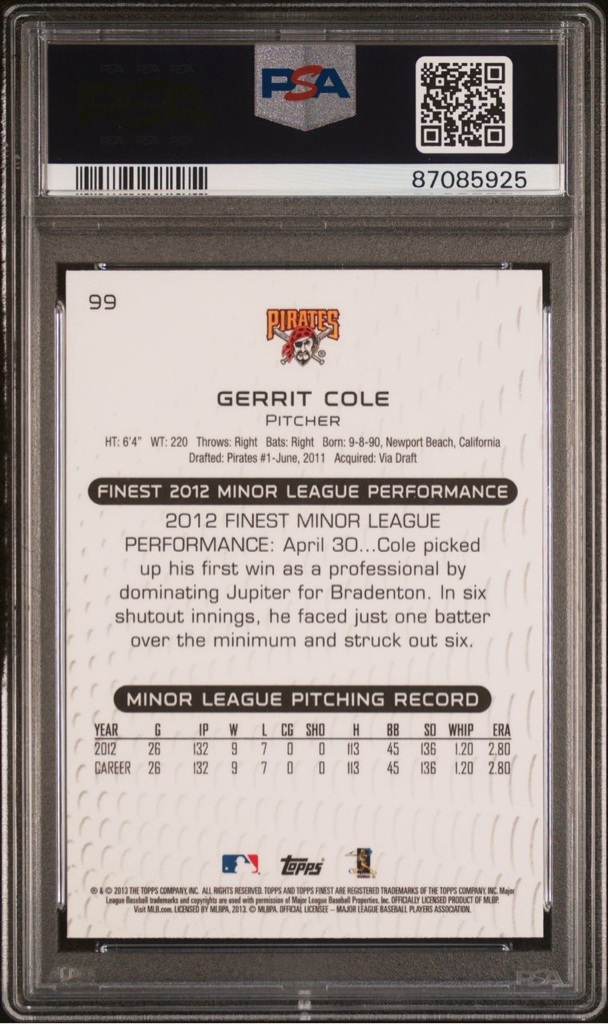 PSA
87085925
99
PIRATES
GERRIT COLE
PITCHER
HT: 6'4" WT: 220 Throws: Right Bats: Right Born: 9-8-90, Newport Beach, California
Drafted: Pirates #1-June, 2011 Acquired: Via Draft
FINEST 2012 MINOR LEAGUE PERFORMANCE
2012 FINEST MINOR LEAGUE
PERFORMANCE: April 30...Cole picked
up his first win as a professional by
dominating Jupiter for Bradenton. In six
shutout innings, he faced just one batter
over the minimum and struck out six.
MINOR LEAGUE PITCHING RECORD
YEAR G IP W L CG SHO H BB SO WHIP ERA
2012 26 132 9 7 0 0 113 45 136 1.20 2.80
CAREER 26 132 9 7 0 0 113 45 136 1.20 2.80
Topps
® & © 2013 THE TOPPS COMPANY, INC. ALL RIGHTS RESERVED. TOPPS AND TOPPS FINEST ARE REGISTERED TRADEMARKS OF THE TOPPS COMPANY, INC. Major
League Baseball trademarks and copyrights are used with permission of Major League Baseball Properties, Inc. OFFICIALLY LICENSED PRODUCT OF MLBP.
Visit MLB.com. LICENSED BY MLBPA, 2013. © MLBPA. OFFICIAL LICENSEE – MAJOR LEAGUE BASEBALL PLAYERS ASSOCIATION.
PSA